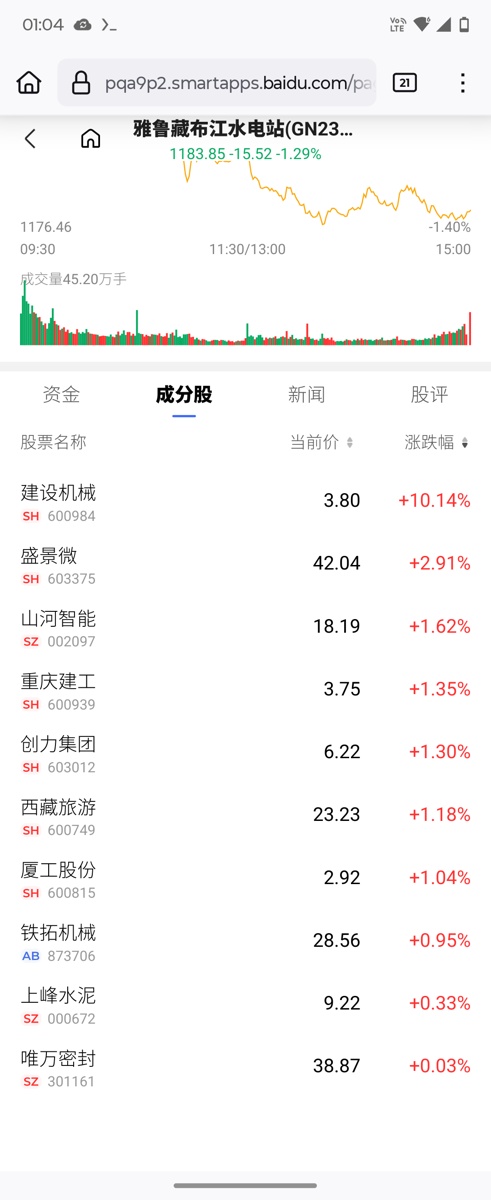 01:04
Vo) LTE
pqa9p2.smartapps.baidu.com/pa
21
雅鲁藏布江水电站(GN23...
1183.85 -15.52 -1.29%
1176.46 -1.40%
09:30 11:30/13:00 15:00
成交量45.20万手
资金 成分股 新闻 股评
股票名称 当前价 涨跌幅
建设机械 3.80 +10.14%
SH 600984
盛景微 42.04 +2.91%
SH 603375
山河智能 18.19 +1.62%
SZ 002097
重庆建工 3.75 +1.35%
SH 600939
创力集团 6.22 +1.30%
SH 603012
西藏旅游 23.23 +1.18%
SH 600749
厦工股份 2.92 +1.04%
SH 600815
铁拓机械 28.56 +0.95%
AB 873706
上峰水泥 9.22 +0.33%
SZ 000672
唯万密封 38.87 +0.03%
SZ 301161